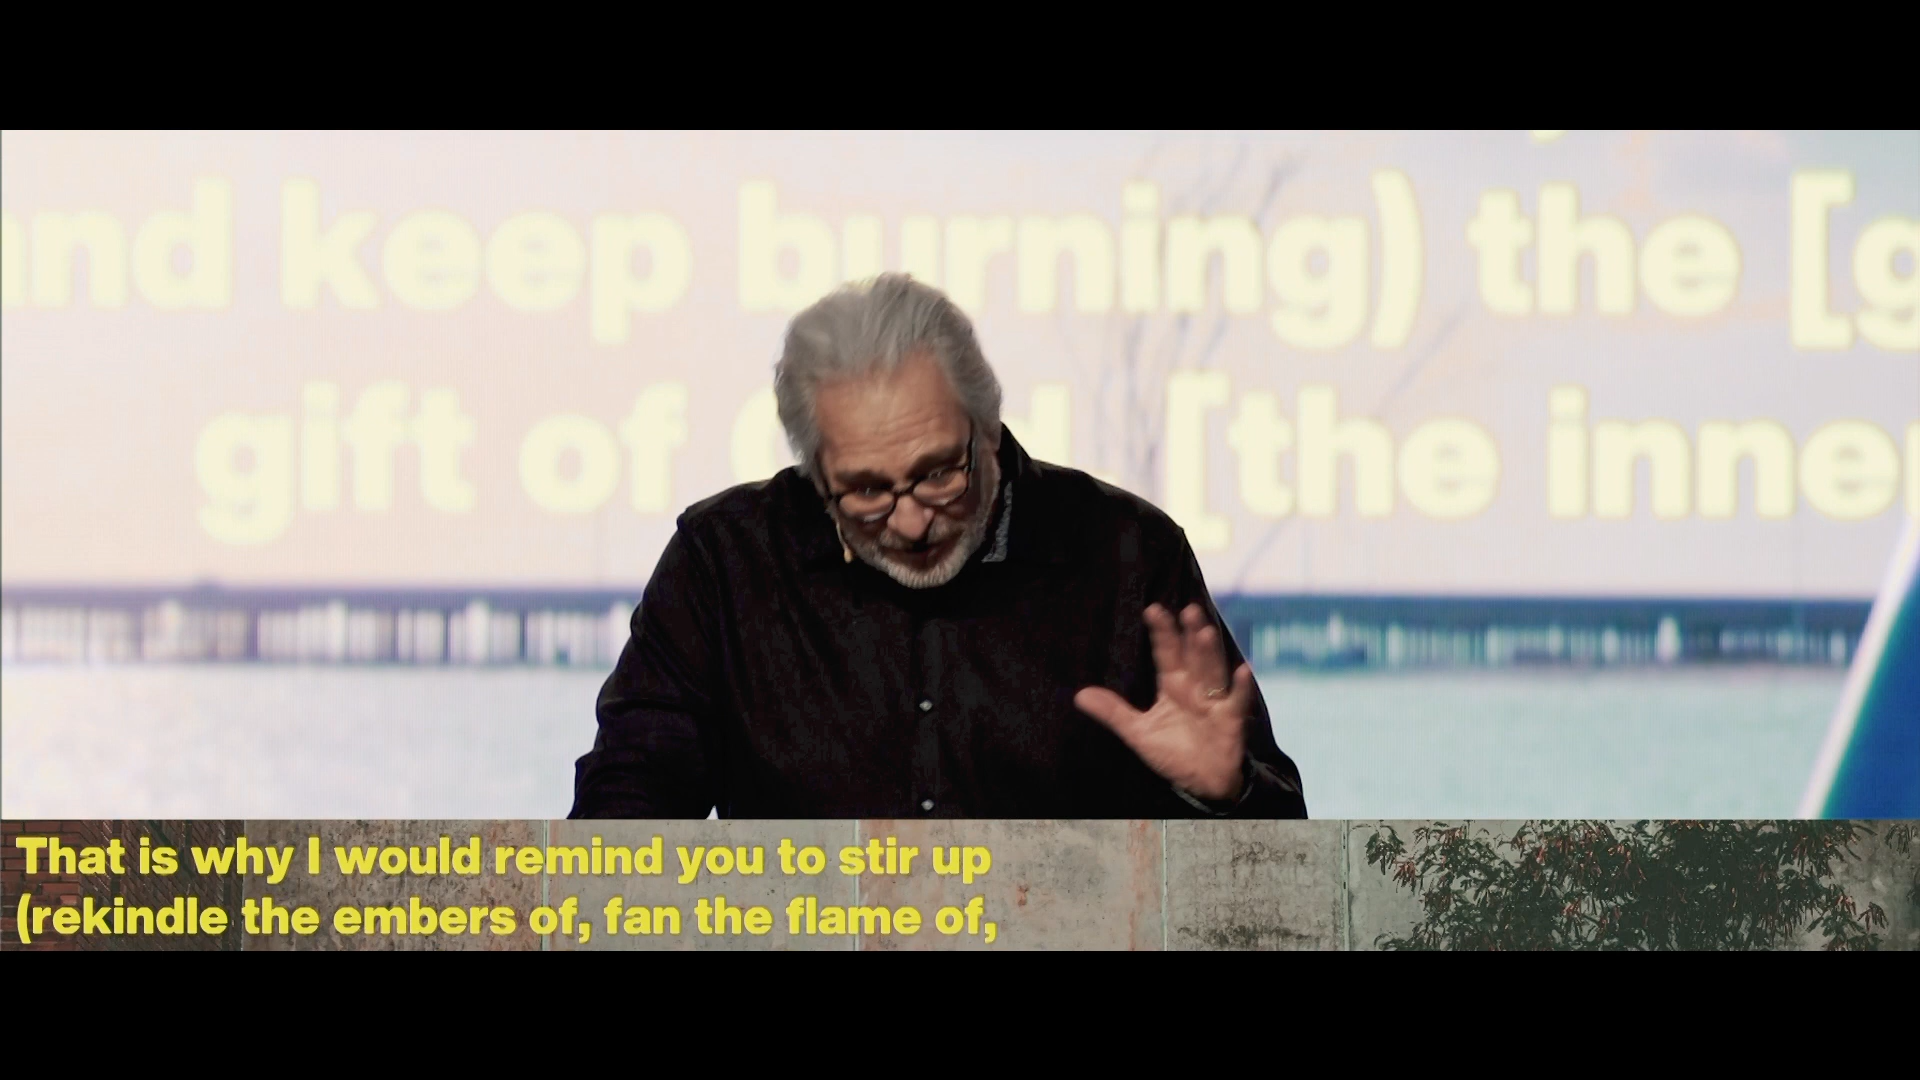 and keep burning) the [g
gift of [the inner
That is why I would remind you to stir up
(rekindle the embers of, fan the flame of,